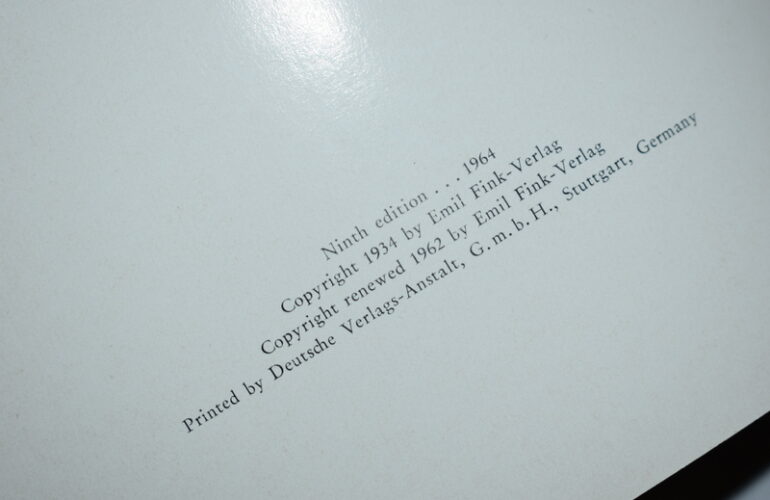 Ninth edition . . . 1964
Copyright 1934 by Emil Fink-Verlag
Copyright renewed 1962 by Emil Fink-Verlag
Printed by Deutsche Verlags-Anstalt, G. m. b. H., Stuttgart, Germany